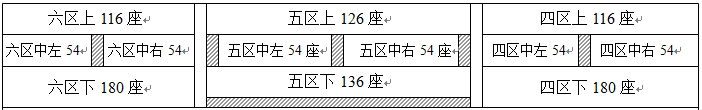 六区上 116 座 五区上 126 座 四区上 116 座
六区中左 54 六区中右 54 五区中左 54 座 五区中右 54 座 四区中左 54 四区中右 54
六区下 180 座 五区下 136 座 四区下 180 座